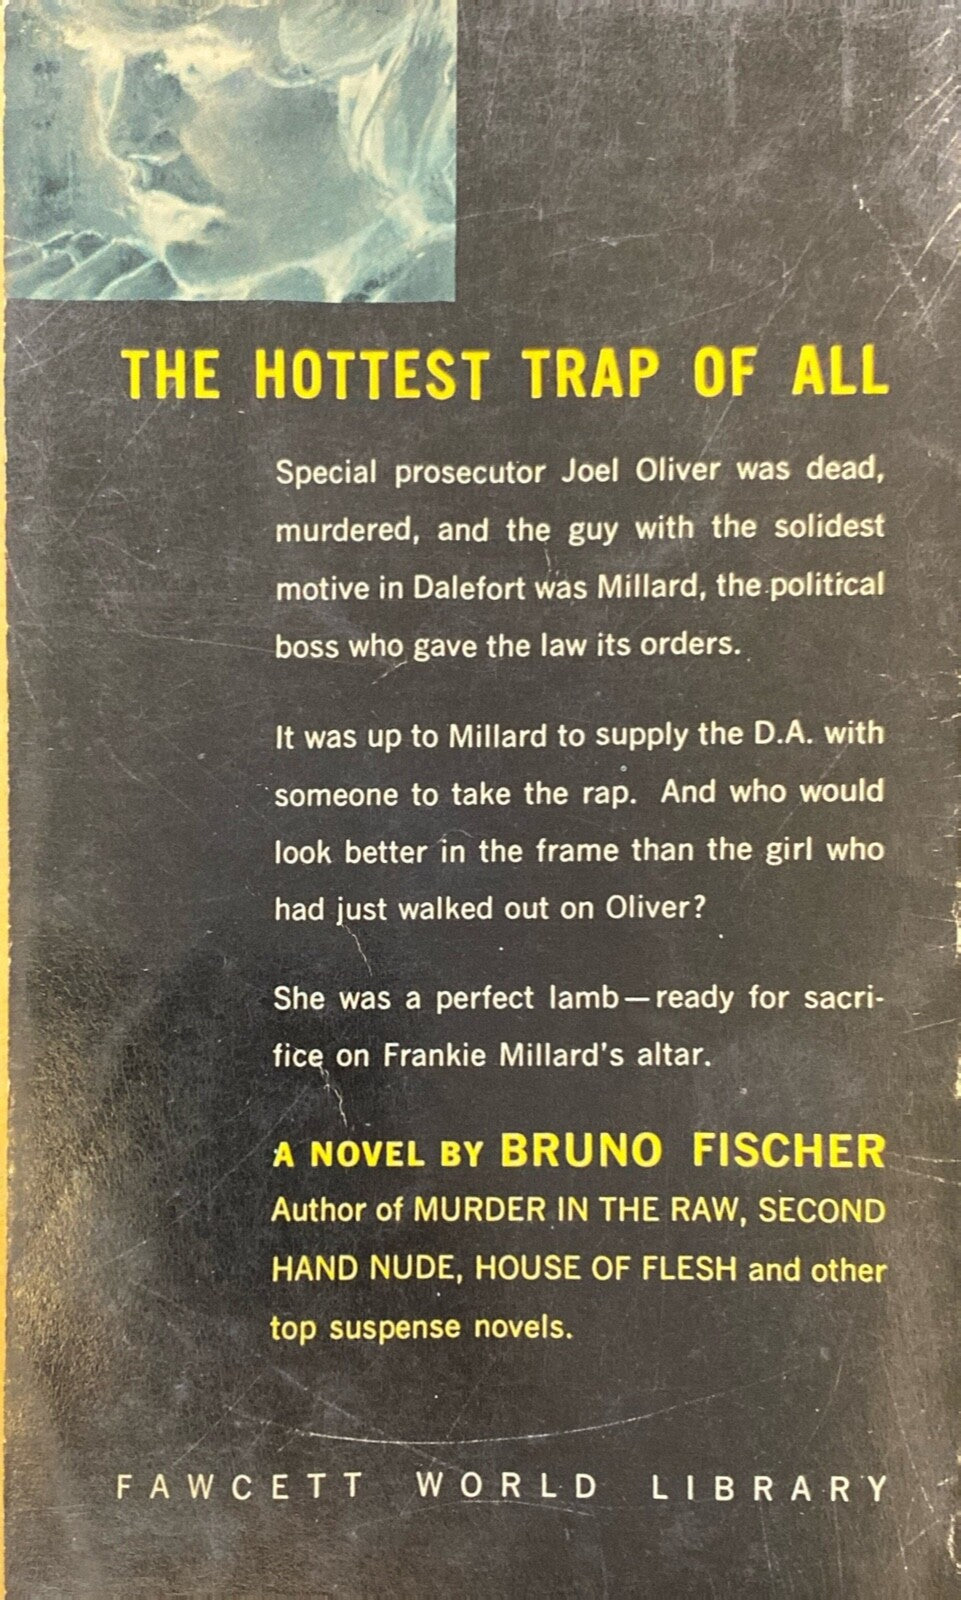 THE HOTTEST TRAP OF ALL
Special prosecutor Joel Oliver was dead,
murdered, and the guy with the solidest
motive in Dalefort was Millard, the political
boss who gave the law its orders.
It was up to Millard to supply the D.A. with
someone to take the rap. And who would
look better in the frame than the girl who
had just walked out on Oliver?
She was a perfect lamb—ready for sacri-
fice on Frankie Millard's altar.
A NOVEL BY BRUNO FISCHER
Author of MURDER IN THE RAW, SECOND
HAND NUDE, HOUSE OF FLESH and other
top suspense novels.
FAWCETT WORLD LIBRARY